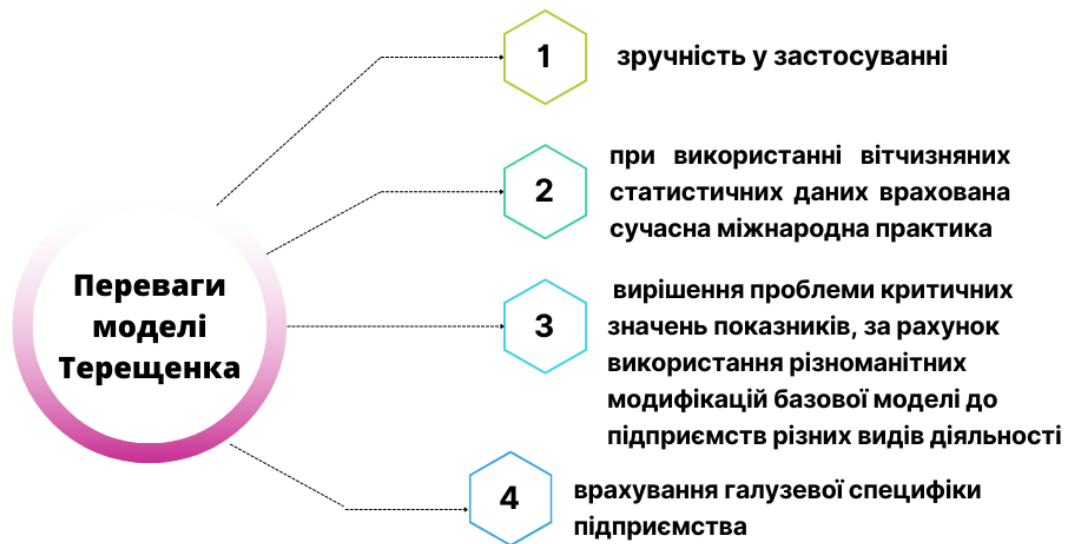 Переваги
моделі
Терещенка
1
зручність у застосуванні
2
при використанні вітчизняних
статистичних даних врахована
сучасна міжнародна практика
3
вирішення проблеми критичних
значень показників, за рахунок
використання різноманітних
модифікацій базової моделі до
підприємств різних видів діяльності
4
врахування галузевої специфіки
підприємства